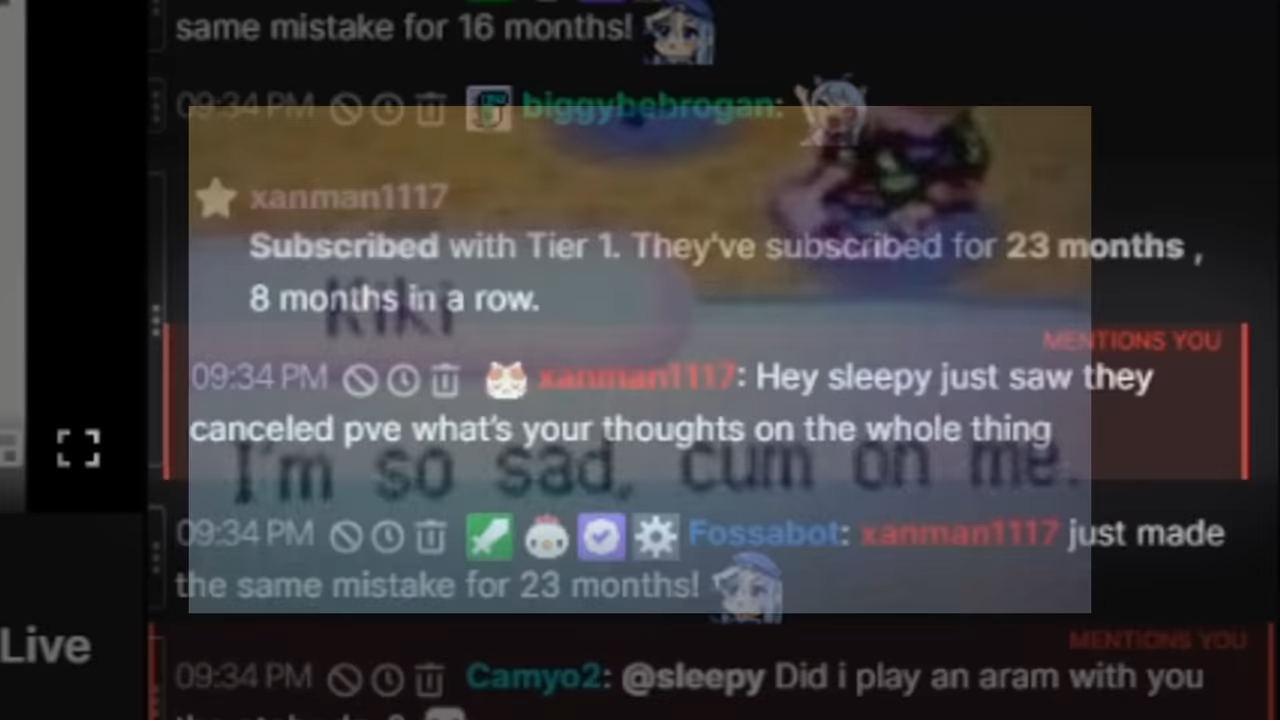 same mistake for 16 months!
09:34 PM biggybebrogan:
xanman1117
Subscribed with Tier 1. They've subscribed for 23 months ,
8 months in a row.
Kiki
MENTIONS YOU
09:34 PM xanman1117: Hey sleepy just saw they
canceled pve what's your thoughts on the whole thing
I'm so sad, cum on me.
09:34 PM Fossabot: xanman1117 just made
the same mistake for 23 months!
Live
MENTIONS YOU
09:34 PM Camyo2: @sleepy Did i play an aram with you